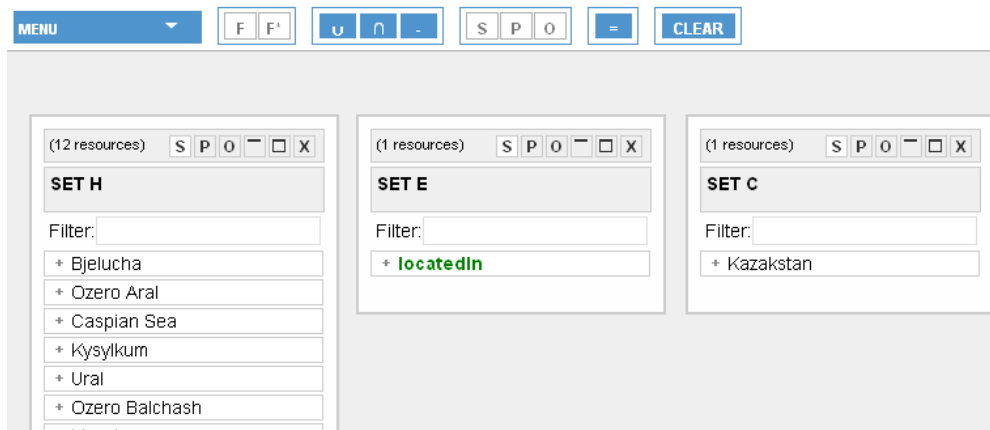 MENU F F* ∪ ∩ - S P O = CLEAR
(12 resources) S P O X
SET H
Filter:
+ Bjelucha
+ Ozero Aral
+ Caspian Sea
+ Kysylkum
+ Ural
+ Ozero Balchash
(1 resources) S P O X
SET E
Filter:
+ locatedIn
(1 resources) S P O X
SET C
Filter:
+ Kazakstan